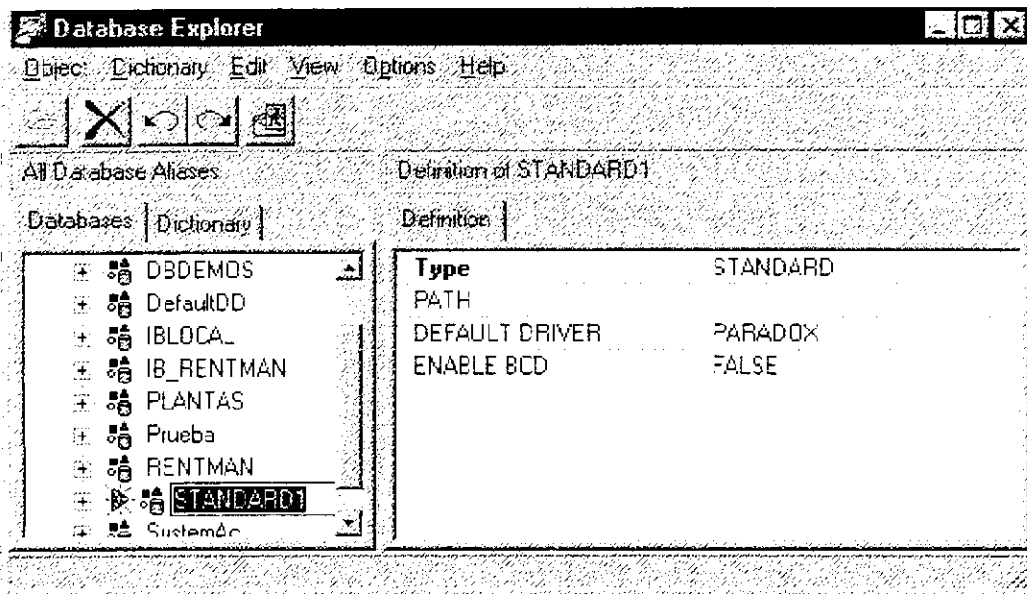 Database Explorer
Object Dictionary Edit View Options Help
All Database Aliases
Definition of STANDARD1
Databases Dictionary
Definition
DBDEMOS
DefaultDD
IBLOCAL
IB_RENTMAN
PLANTAS
Prueba
RENTMAN
STANDARD1
Type STANDARD
PATH
DEFAULT DRIVER PARADOX
ENABLE BCD FALSE